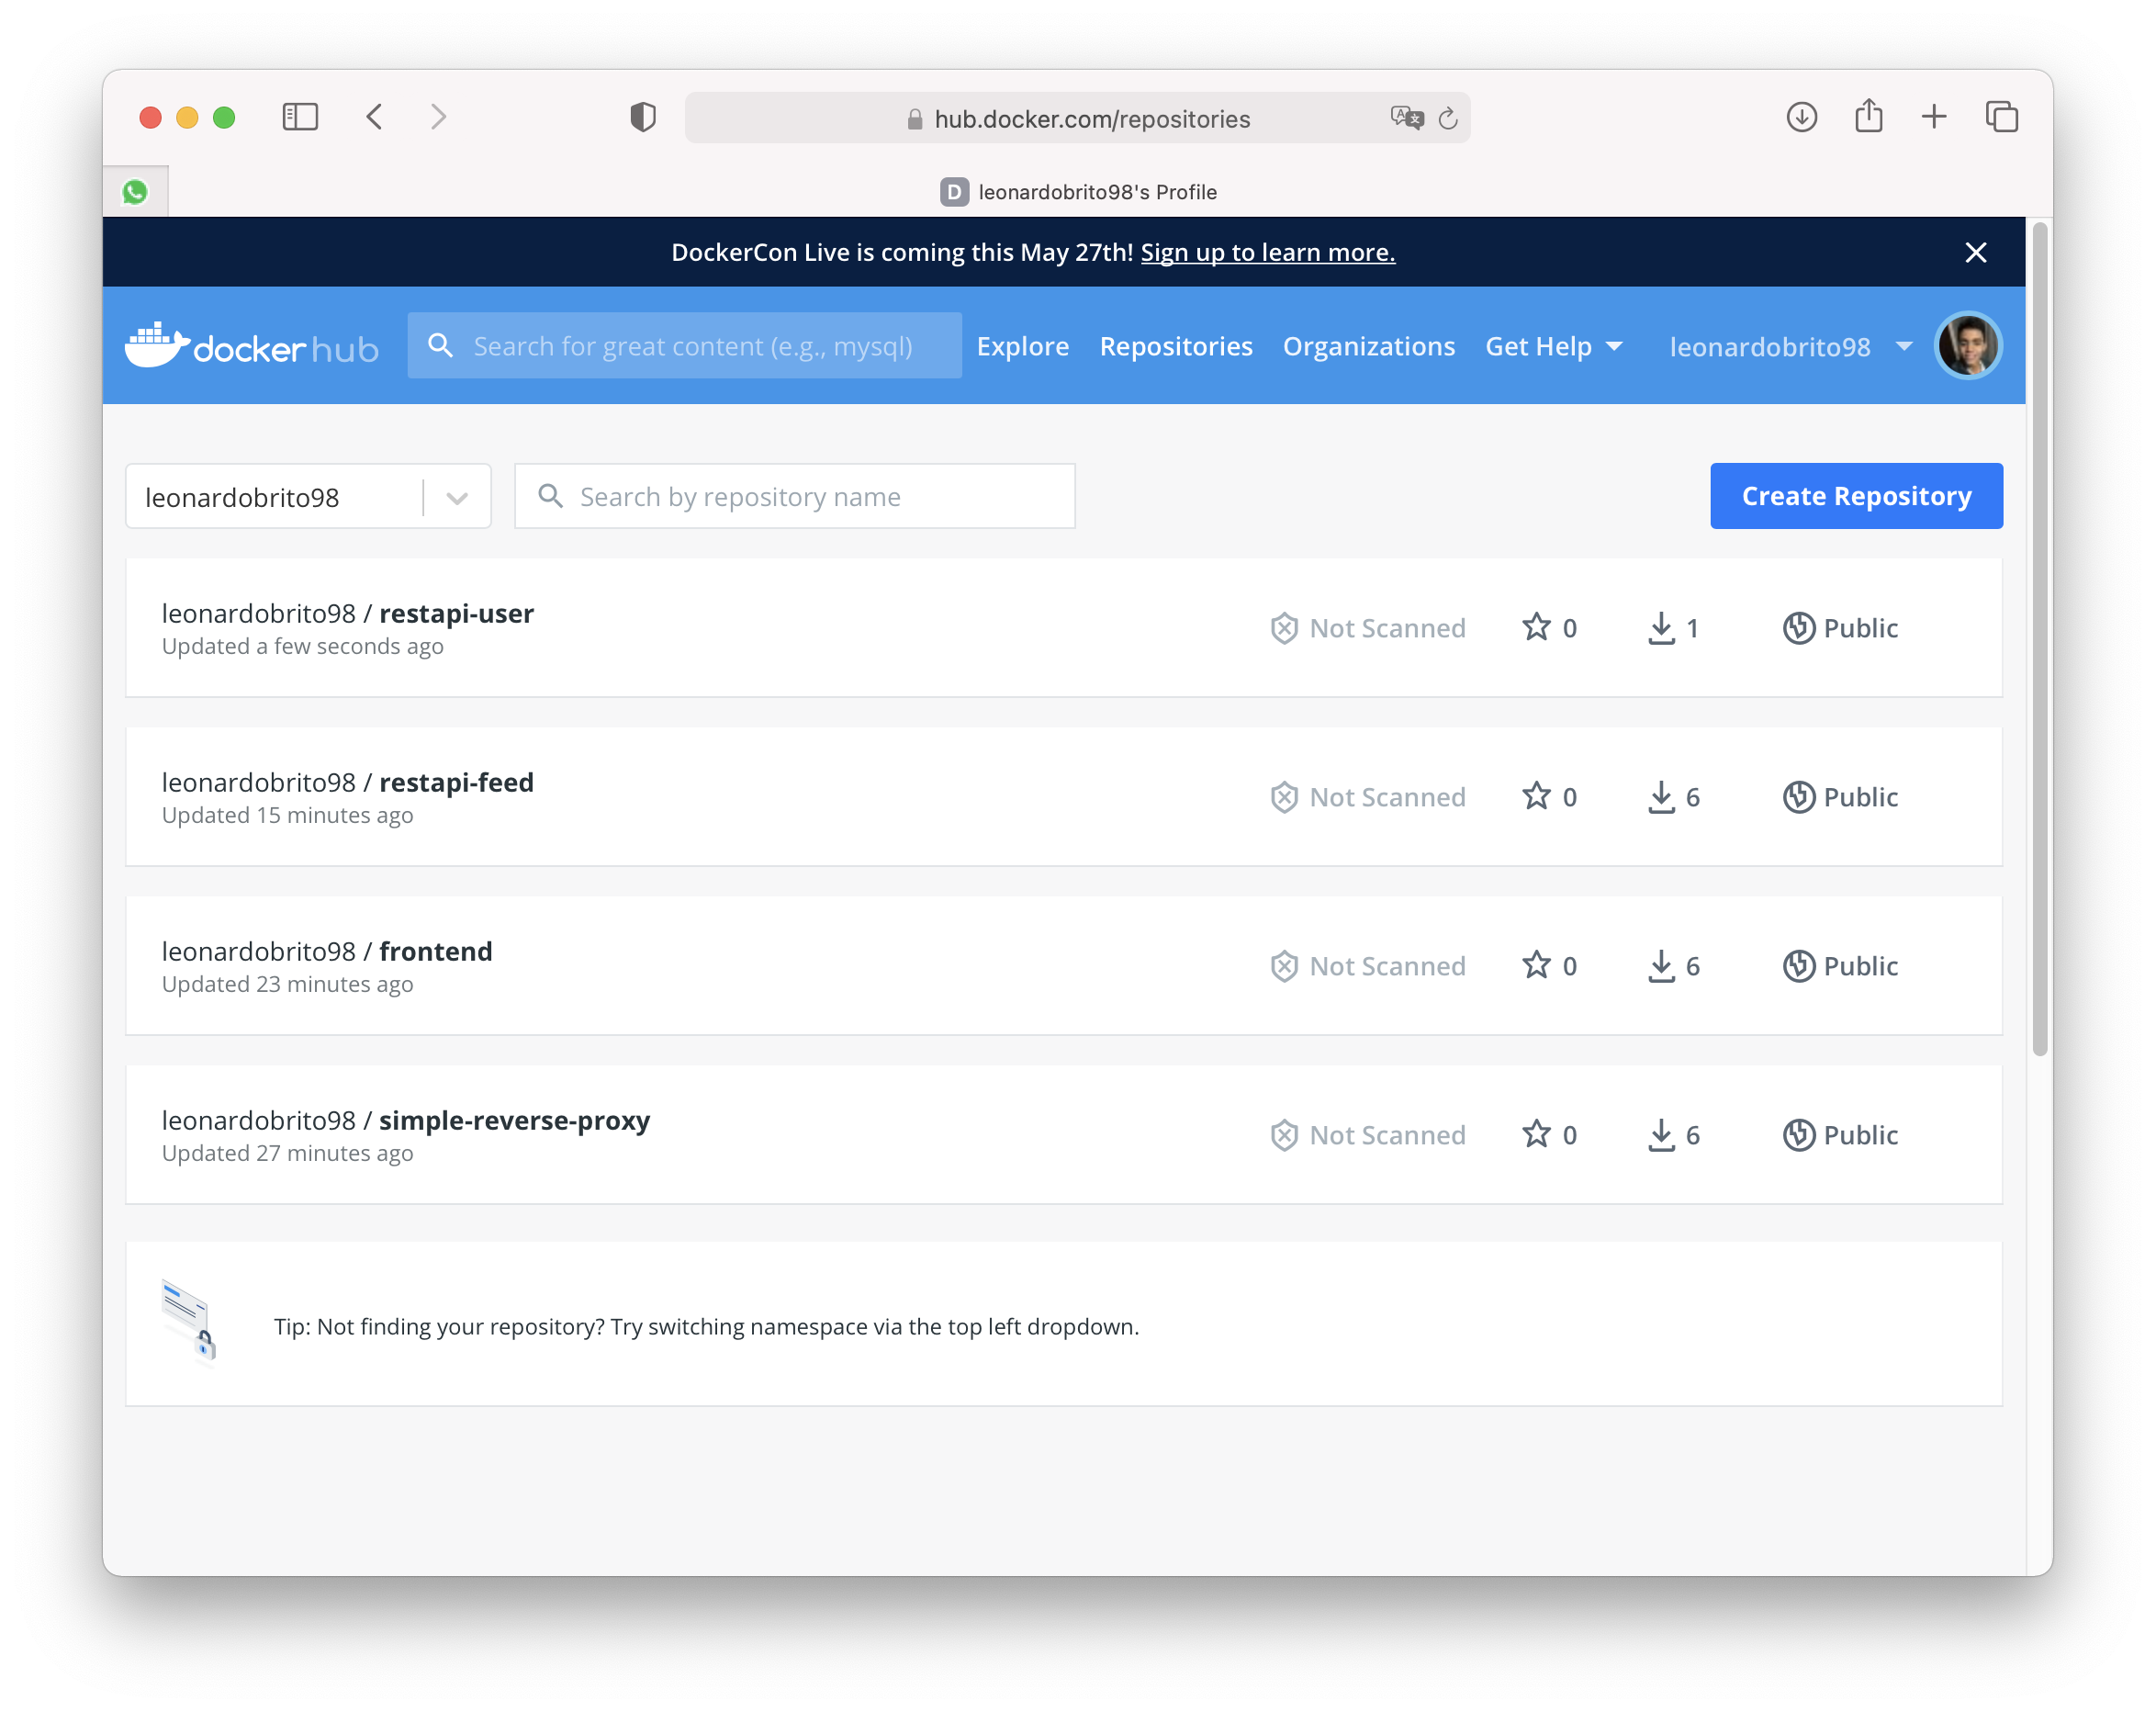 hub.docker.com/repositories
D leonardobrito98's Profile
DockerCon Live is coming this May 27th! Sign up to learn more.
docker hub
Search for great content (e.g., mysql)
Explore
Repositories
Organizations
Get Help
leonardobrito98
leonardobrito98
Search by repository name
Create Repository
leonardobrito98 / restapi-user
Updated a few seconds ago
Not Scanned
0
1
Public
leonardobrito98 / restapi-feed
Updated 15 minutes ago
Not Scanned
0
6
Public
leonardobrito98 / frontend
Updated 23 minutes ago
Not Scanned
0
6
Public
leonardobrito98 / simple-reverse-proxy
Updated 27 minutes ago
Not Scanned
0
6
Public
Tip: Not finding your repository? Try switching namespace via the top left dropdown.